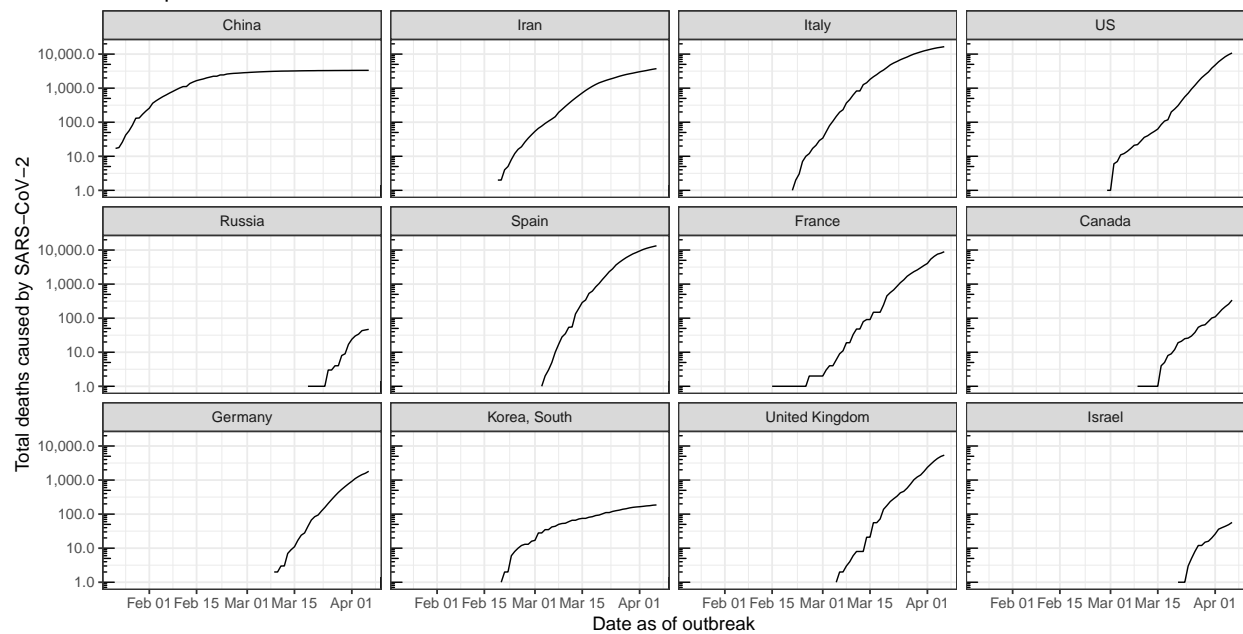 China Iran Italy US
10,000.0
1,000.0
100.0
10.0
1.0
Russia Spain France Canada
10,000.0
1,000.0
100.0
10.0
1.0
Germany Korea, South United Kingdom Israel
10,000.0
1,000.0
100.0
10.0
1.0
Feb 01 Feb 15 Mar 01 Mar 15 Apr 01 Feb 01 Feb 15 Mar 01 Mar 15 Apr 01 Feb 01 Feb 15 Mar 01 Mar 15 Apr 01 Feb 01 Feb 15 Mar 01 Mar 15 Apr 01
Date as of outbreak
Total deaths caused by SARS−CoV−2